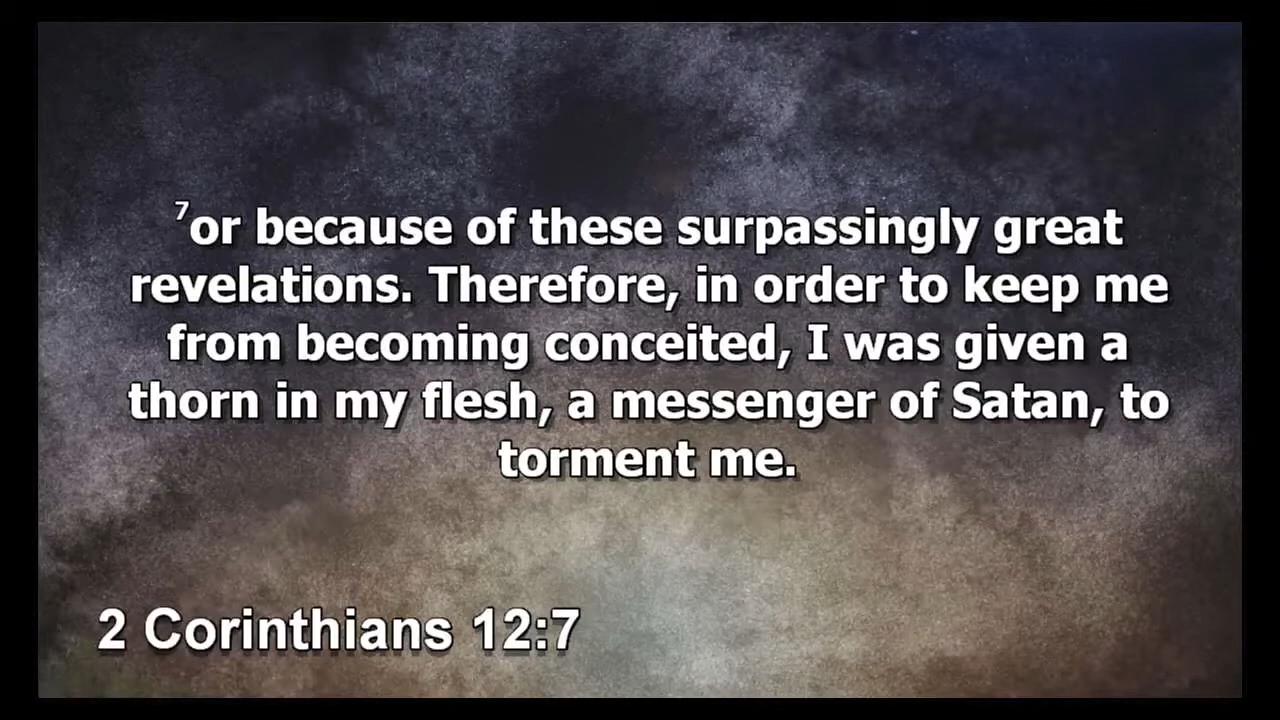 7or because of these surpassingly great
revelations. Therefore, in order to keep me
from becoming conceited, I was given a
thorn in my flesh, a messenger of Satan, to
torment me.
2 Corinthians 12:7